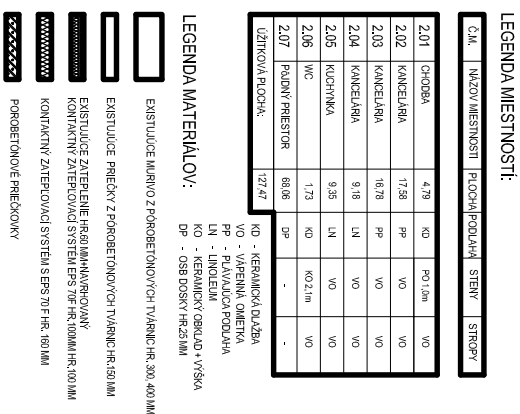 LEGENDA MIESTNOSTÍ:
Č.M. NÁZOV MIESTNOSTI PLOCHA PODLAHA STENY STROPY
2.01 CHODBA 4,79 KD PO 1,0m VO
2.02 KANCELÁRIA 17,58 PP VO VO
2.03 KANCELÁRIA 16,78 PP VO VO
2.04 KANCELÁRIA 9,18 LN VO VO
2.05 KUCHYNKA 9,35 LN VO VO
2.06 WC 1,73 KD KO 2,1m VO
2.07 PôJDNÝ PRIESTOR 68,06 DP - -
ÚŽITKOVÁ PLOCHA: 127,47
KD - KERAMICKÁ DLAŽBA
VO - VÁPENNÁ OMIETKA
PP - PLÁVAJÚCA PODLAHA
LN - LINOLEUM
KO - KERAMICKÝ OBKLAD + VÝŠKA
DP - OSB DOSKY HR.25 MM
LEGENDA MATERIÁLOV:
EXISTUJÚCE MURIVO Z PÓROBETÓNOVÝCH TVÁRNIC HR. 300, 400 MM
EXISTUJÚCE PRIEČKY Z PÓROBETÓNOVÝCH TVÁRNIC HR.150 MM
EXISTUJÚCE ZATEPLENIE HR.80 MM+NAVRHOVANÝ
KONTAKTNÝ ZATEPLOVACÍ SYSTÉM EPS 70F HR.100MM HR.100 MM
KONTAKTNÝ ZATEPLOVACÍ SYSTÉM S EPS 70 F HR. 160 MM
POROBETÓNOVÉ PRIEČKOVKY